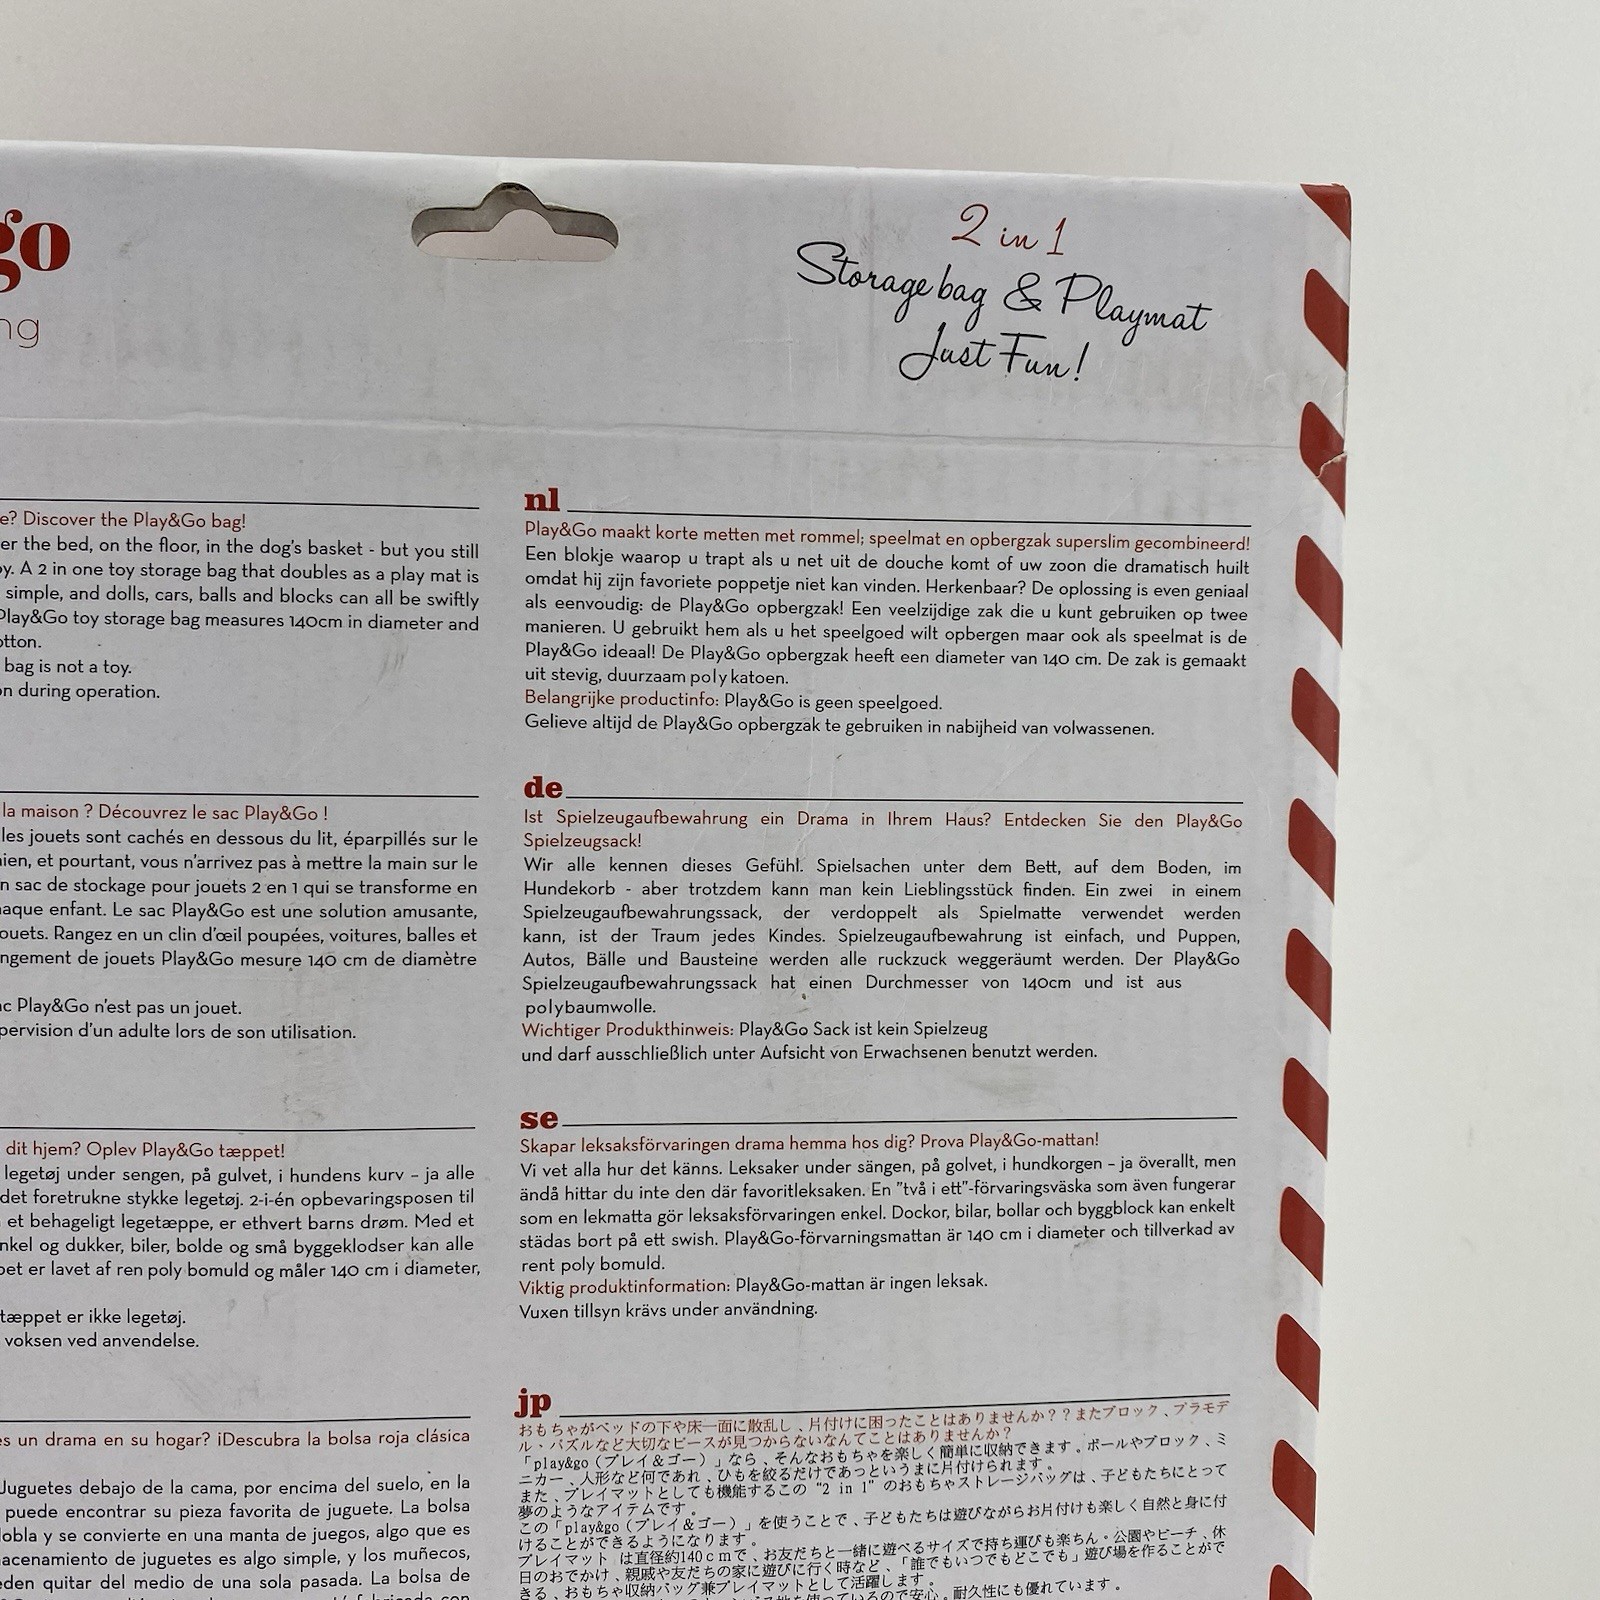 go
ng
2 in 1
Storage bag & Playmat
Just Fun!
e? Discover the Play&Go bag!
er the bed, on the floor, in the dog's basket - but you still
oy. A 2 in one toy storage bag that doubles as a play mat is
simple, and dolls, cars, balls and blocks can all be swiftly
Play&Go toy storage bag measures 140cm in diameter and
otton.
bag is not a toy.
on during operation.
la maison ? Découvrez le sac Play&Go !
les jouets sont cachés en dessous du lit, éparpillés sur le
hien, et pourtant, vous n'arrivez pas à mettre la main sur le
n sac de stockage pour jouets 2 en 1 qui se transforme en
haque enfant. Le sac Play&Go est une solution amusante,
ouets. Rangez en un clin d'œil poupées, voitures, balles et
ngement de jouets Play&Go mesure 140 cm de diamètre
ac Play&Go n'est pas un jouet.
pervision d'un adulte lors de son utilisation.
dit hjem? Oplev Play&Go tæppet!
legetøj under sengen, på gulvet, i hundens kurv – ja alle
det foretrukne stykke legetøj. 2-i-én opbevaringsposen til
et behageligt legetæppe, er ethvert barns drøm. Med et
nkel og dukker, biler, bolde og små byggeklodser kan alle
pet er lavet af ren poly bomuld og måler 140 cm i diameter,
tæppet er ikke legetøj.
voksen ved anvendelse.
es un drama en su hogar? ¡Descubra la bolsa roja clásica
Juguetes debajo de la cama, por encima del suelo, en la
puede encontrar su pieza favorita de juguete. La bolsa
dobla y se convierte en una manta de juegos, algo que es
nacenamiento de juguetes es algo simple, y los muñecos,
eden quitar del medio de una sola pasada. La bolsa de
nl
Play&Go maakt korte metten met rommel; speelmat en opbergzak superslim gecombineerd!
Een blokje waarop u trapt als u net uit de douche komt of uw zoon die dramatisch huilt
omdat hij zijn favoriete poppetje niet kan vinden. Herkenbaar? De oplossing is even geniaal
als eenvoudig: de Play&Go opbergzak! Een veelzijdige zak die u kunt gebruiken op twee
manieren. U gebruikt hem als u het speelgoed wilt opbergen maar ook als speelmat is de
Play&Go ideaal! De Play&Go opbergzak heeft een diameter van 140 cm. De zak is gemaakt
uit stevig, duurzaam poly katoen.
Belangrijke productinfo: Play&Go is geen speelgoed.
Gelieve altijd de Play&Go opbergzak te gebruiken in nabijheid van volwassenen.
de
Ist Spielzeugaufbewahrung ein Drama in Ihrem Haus? Entdecken Sie den Play&Go
Spielzeugsack!
Wir alle kennen dieses Gefühl. Spielsachen unter dem Bett, auf dem Boden, im
Hundekorb - aber trotzdem kann man kein Lieblingsstück finden. Ein zwei in einem
Spielzeugaufbewahrungssack, der verdoppelt als Spielmatte verwendet werden
kann, ist der Traum jedes Kindes. Spielzeugaufbewahrung ist einfach, und Puppen,
Autos, Bälle und Bausteine werden alle ruckzuck weggeräumt werden. Der Play&Go
Spielzeugaufbewahrungssack hat einen Durchmesser von 140cm und ist aus
polybaumwolle.
Wichtiger Produkthinweis: Play&Go Sack ist kein Spielzeug
und darf ausschließlich unter Aufsicht von Erwachsenen benutzt werden.
se
Skapar leksaksförvaringen drama hemma hos dig? Prova Play&Go-mattan!
Vi vet alla hur det känns. Leksaker under sängen, på golvet, i hundkorgen – ja överallt, men
ändå hittar du inte den där favoritleksaken. En "två i ett"-förvaringsväska som även fungerar
som en lekmatta gör leksaksförvaringen enkel. Dockor, bilar, bollar och byggblock kan enkelt
städas bort på ett swish. Play&Go-förvarningsmattan är 140 cm i diameter och tillverkad av
rent poly bomuld.
Viktig produktinformation: Play&Go-mattan är ingen leksak.
Vuxen tillsyn krävs under användning.
jp
おもちゃがベッドの下や床一面に散乱し、片付けに困ったことはありませんか？？またブロック、プラモデ
ル・パズルなど大切なピースが見つからないなんてことはありませんか？
「play&go（プレイ＆ゴー）」なら、そんなおもちゃを楽しく簡単に収納できます。ボールやブロック、ミ
ニカー、人形など何であれ、ひもを絞るだけであっというまに片付けられます。
また、プレイマットとしても機能するこの "2 in 1" のおもちゃストレージバッグは、子どもたちにとって
夢のようなアイテムです。
この「play&go（プレイ＆ゴー）」を使うことで、子どもたちは遊びながらお片付けも楽しく自然と身に付
けることができるようになります。
プレイマット は直径約140cmで、お友だちと一緒に遊べるサイズで持ち運びも楽ちん。公園やビーチ、休
日のおでかけ、親戚や友だちの家に遊びに行く時など、「誰でもいつでもどこでも」遊び場を作ることがで
きる、おもちゃ収納バッグ兼プレイマットとして活躍します。
地を使っているので安心。耐久性にも優れています。